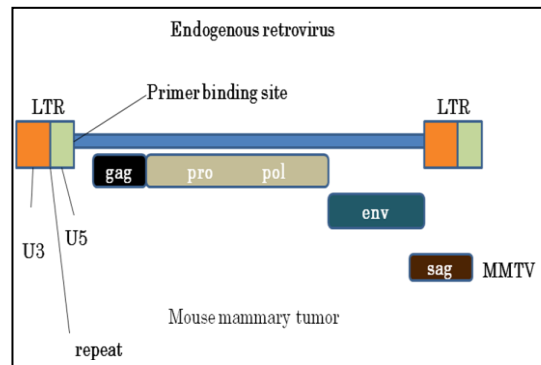 Endogenous retrovirus
LTR
LTR
Primer binding site
gag
pro pol
env
U3
U5
sag
MMTV
Mouse mammary tumor
repeat